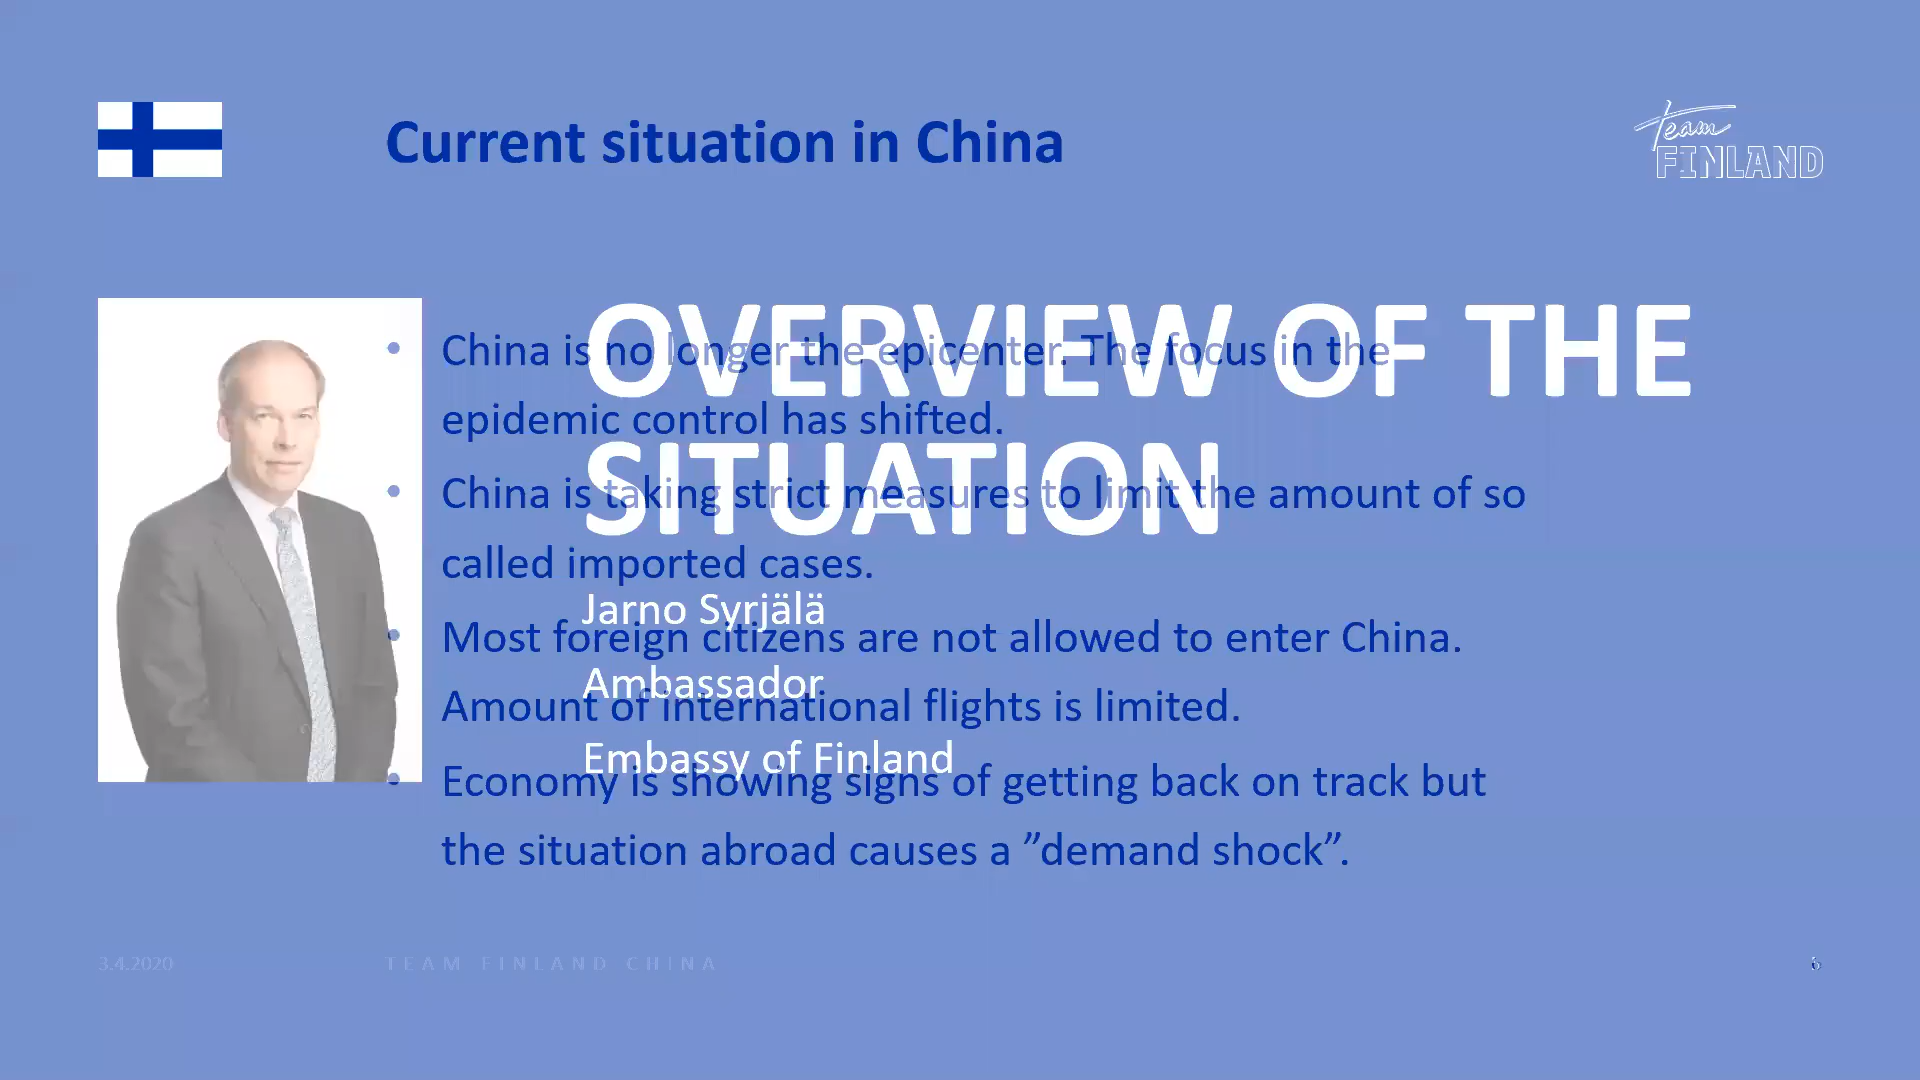 Current situation in China
team
FINLAND
OVERVIEW OF THE
SITUATION
Jarno Syrjälä
Ambassador
Embassy of Finland
• China is no longer the epicenter. The focus in the
epidemic control has shifted.
• China is taking strict measures to limit the amount of so
called imported cases.
• Most foreign citizens are not allowed to enter China.
Amount of international flights is limited.
• Economy is showing signs of getting back on track but
the situation abroad causes a ”demand shock”.
3.4.2020
TEAM FINLAND CHINA